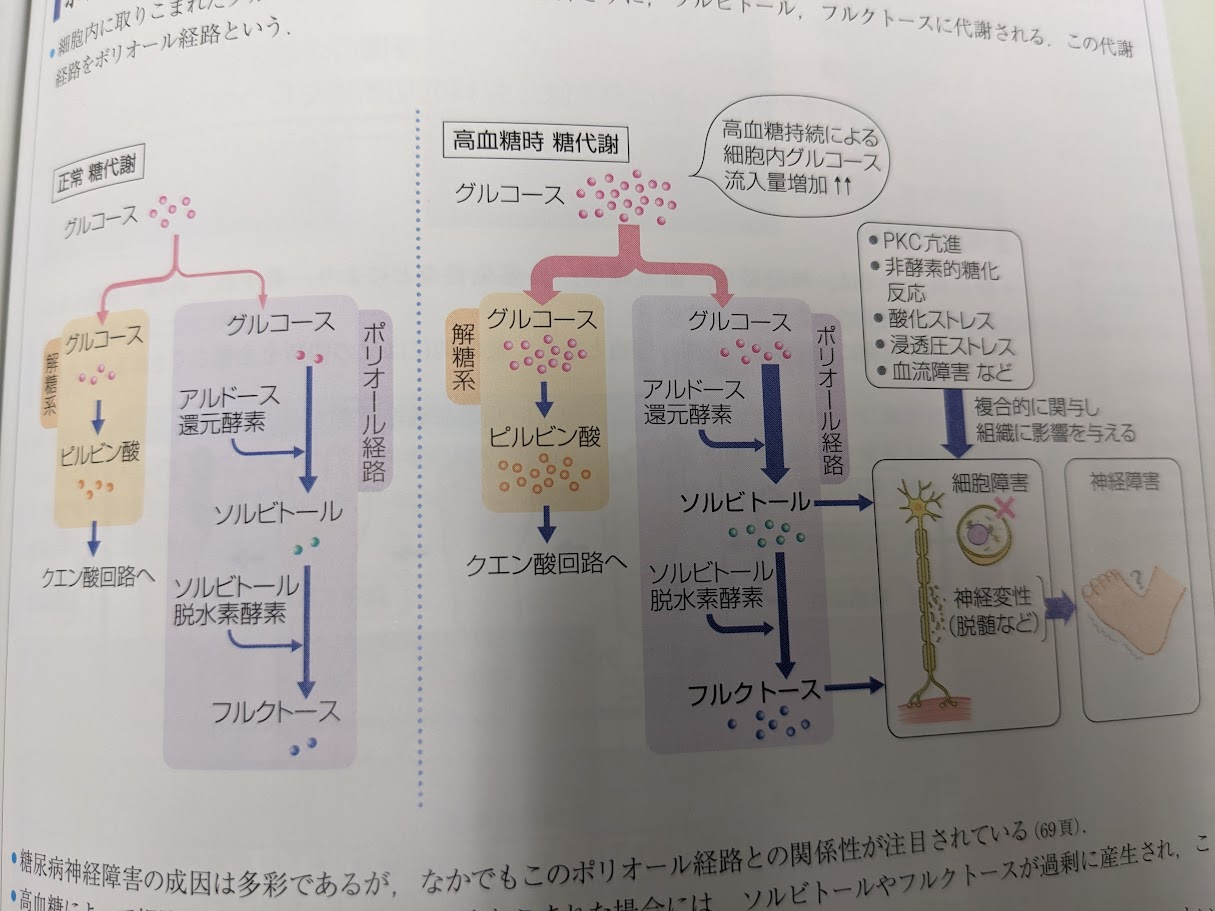 細胞内に取りこまれた
ソルビトール，フルクトースに代謝される．この代謝
経路をポリオール経路という．
正常 糖代謝
グルコース
解糖系
グルコース
ピルビン酸
クエン酸回路へ
ポリオール経路
グルコース
アルドース
還元酵素
ソルビトール
ソルビトール
脱水素酵素
フルクトース
高血糖時 糖代謝
グルコース
高血糖持続による
細胞内グルコース
流入量増加↑↑
解糖系
グルコース
ピルビン酸
クエン酸回路へ
ポリオール経路
グルコース
アルドース
還元酵素
ソルビトール
ソルビトール
脱水素酵素
フルクトース
●PKC亢進
●非酵素的糖化
反応
●酸化ストレス
●浸透圧ストレス
●血流障害 など
複合的に関与し
組織に影響を与える
細胞障害
神経変性
(脱髄など)
神経障害
?
●糖尿病神経障害の成因は多彩であるが，なかでもこのポリオール経路との関係性が注目されている(69頁)．
●高血糖によって
まれた場合には，ソルビトールやフルクトースが過剰に産生され，こ